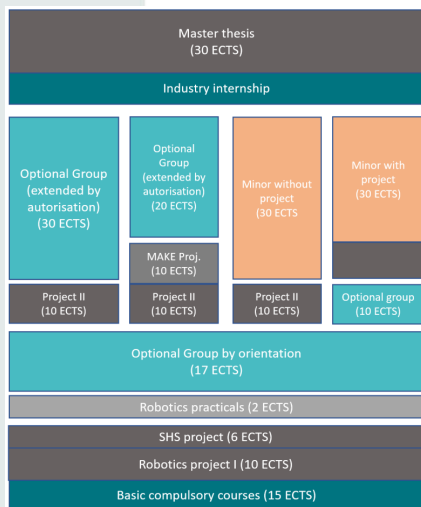 Master thesis
(30 ECTS)
Industry internship
Optional Group
(extended by
autorisation)
(30 ECTS)
Optional
Group
(extended by
autorisation)
(20 ECTS)
MAKE Proj.
(10 ECTS)
Minor without
project
(30 ECTS
Minor with
project
(30 ECTS)
Project II
(10 ECTS)
Project II
(10 ECTS)
Project II
(10 ECTS)
Optional group
(10 ECTS)
Optional Group by orientation
(17 ECTS)
Robotics practicals (2 ECTS)
SHS project (6 ECTS)
Robotics project I (10 ECTS)
Basic compulsory courses (15 ECTS)